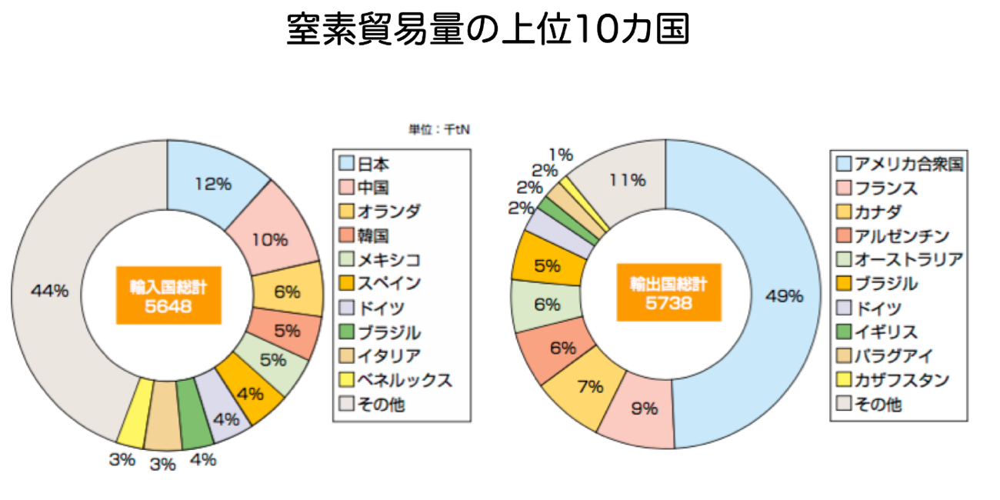 窒素貿易量の上位10カ国
単位：千tN
12%
10%
6%
5%
5%
4%
4%
4%
3%
3%
44%
輸入国総計
5648
日本
中国
オランダ
韓国
メキシコ
スペイン
ドイツ
ブラジル
イタリア
ベネルックス
その他
49%
9%
7%
6%
6%
5%
2%
2%
2%
1%
11%
輸出国総計
5738
アメリカ合衆国
フランス
カナダ
アルゼンチン
オーストラリア
ブラジル
ドイツ
イギリス
パラグアイ
カザフスタン
その他